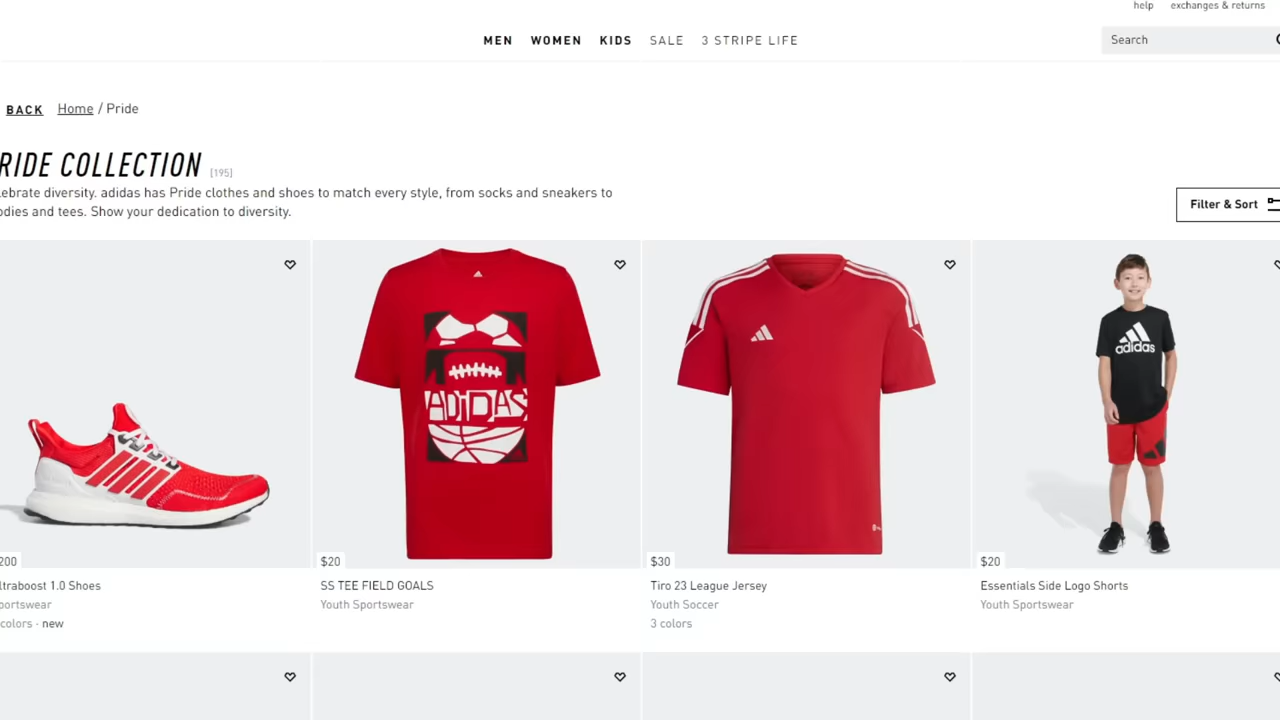 help exchanges & returns
MEN WOMEN KIDS SALE 3 STRIPE LIFE
Search
BACK Home / Pride
RIDE COLLECTION [195]
lebrate diversity. adidas has Pride clothes and shoes to match every style, from socks and sneakers to
odies and tees. Show your dedication to diversity.
Filter & Sort
ADIDAS
adidas
200
$20
$30
$20
ltraboost 1.0 Shoes
SS TEE FIELD GOALS
Tiro 23 League Jersey
Essentials Side Logo Shorts
portswear
Youth Sportswear
Youth Soccer
Youth Sportswear
colors · new
3 colors